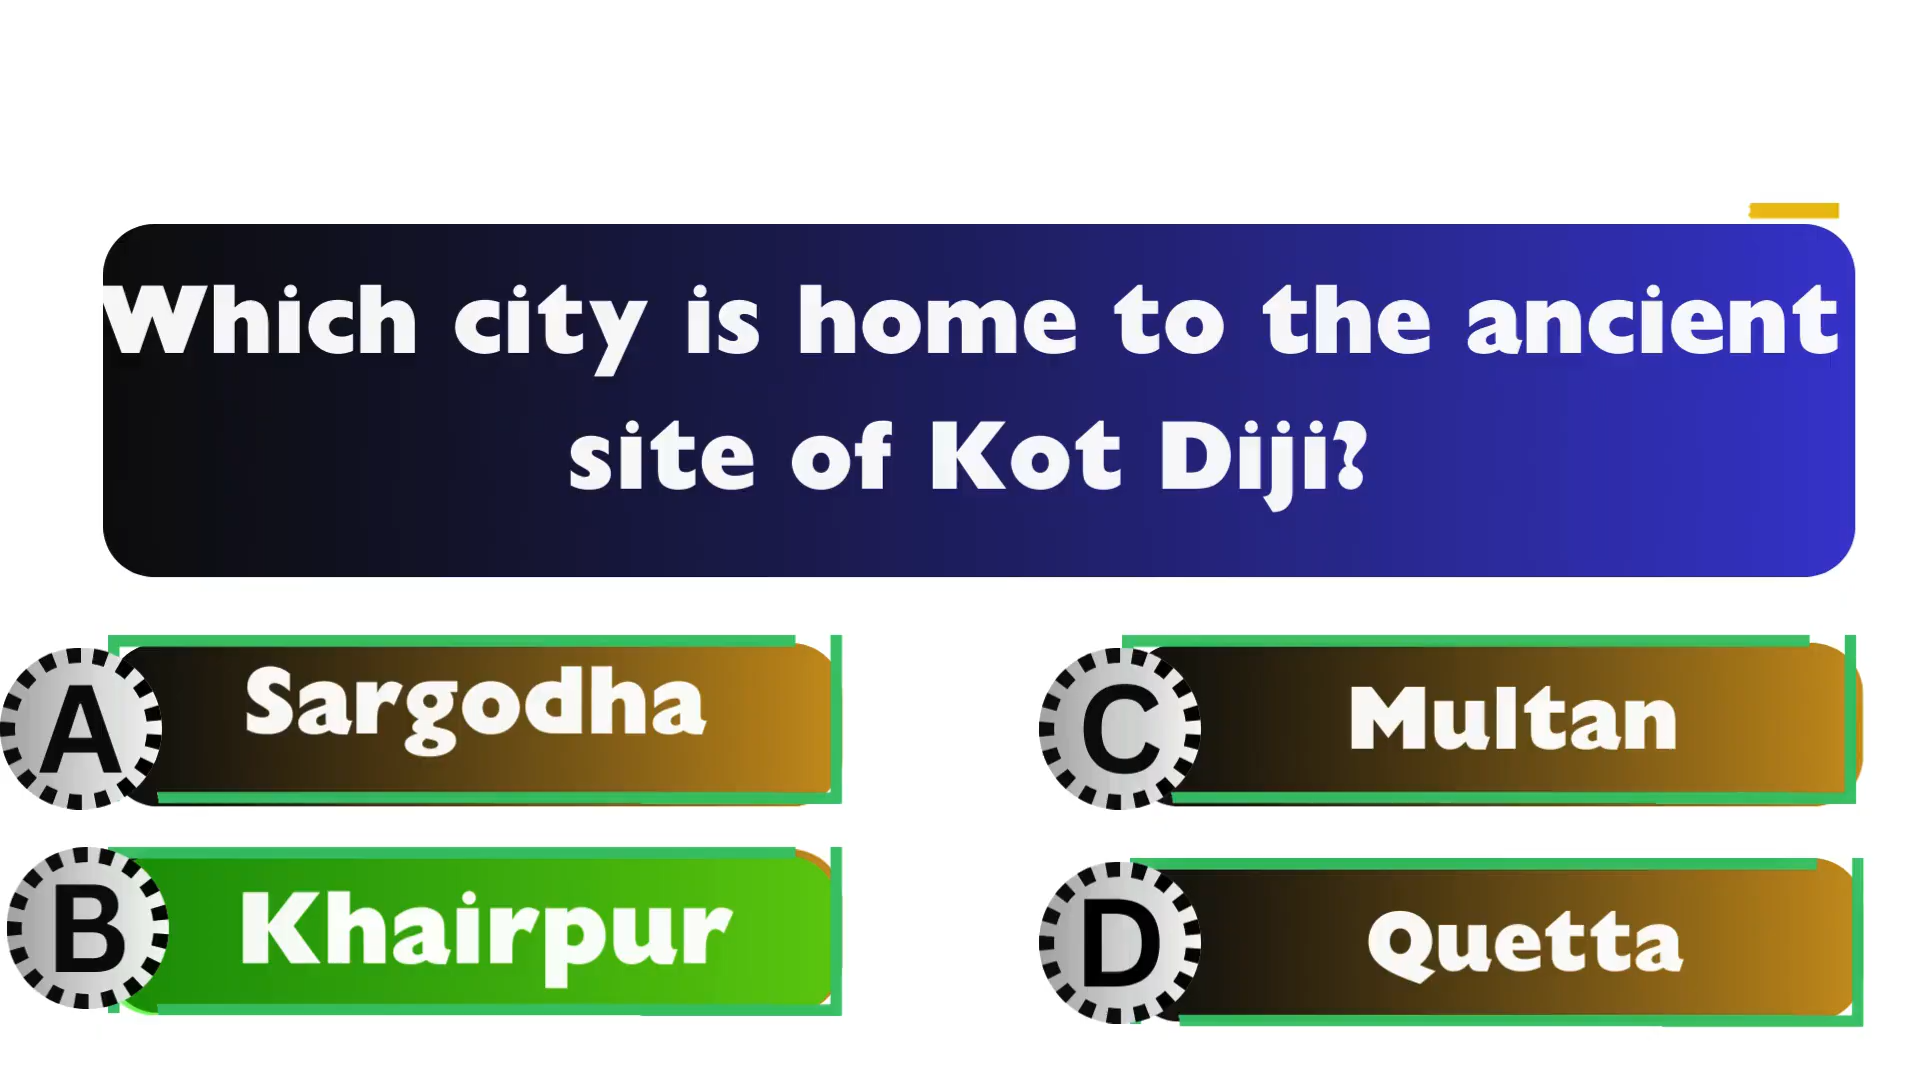 Which city is home to the ancient
site of Kot Diji?
A Sargodha
B Khairpur
C Multan
D Quetta